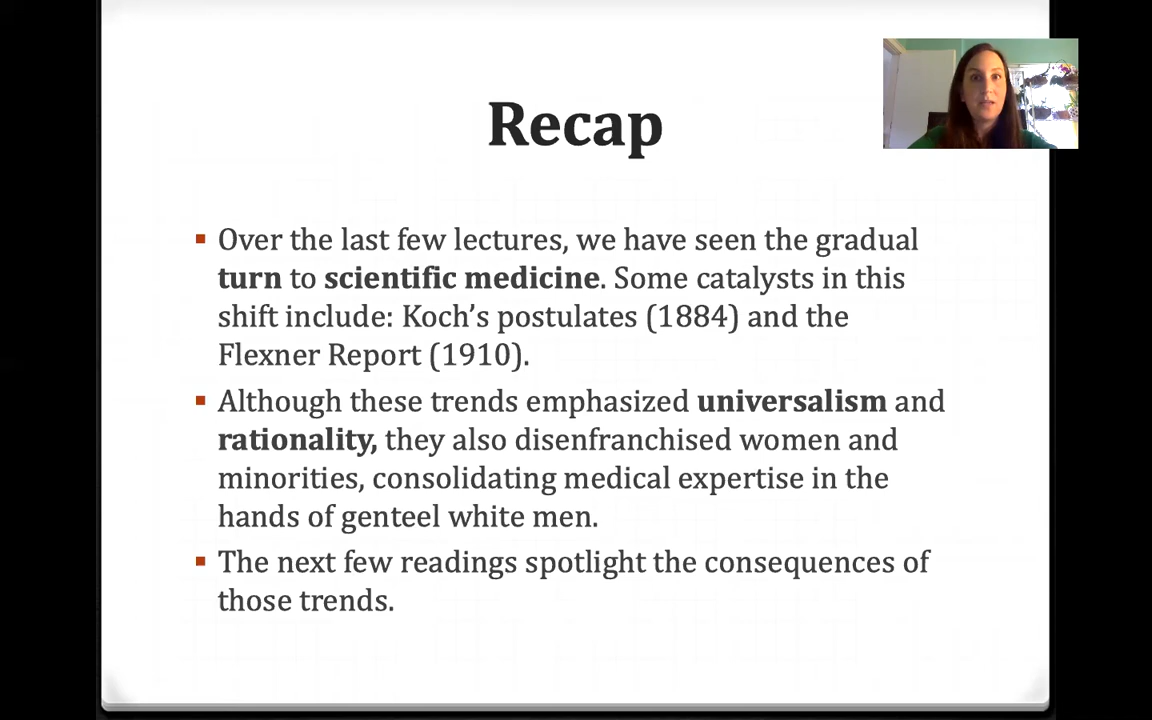 Recap
Over the last few lectures, we have seen the gradual
turn to scientific medicine. Some catalysts in this
shift include: Koch’s postulates (1884) and the
Flexner Report (1910).
Although these trends emphasized universalism and
rationality, they also disenfranchised women and
minorities, consolidating medical expertise in the
hands of genteel white men.
The next few readings spotlight the consequences of
those trends.